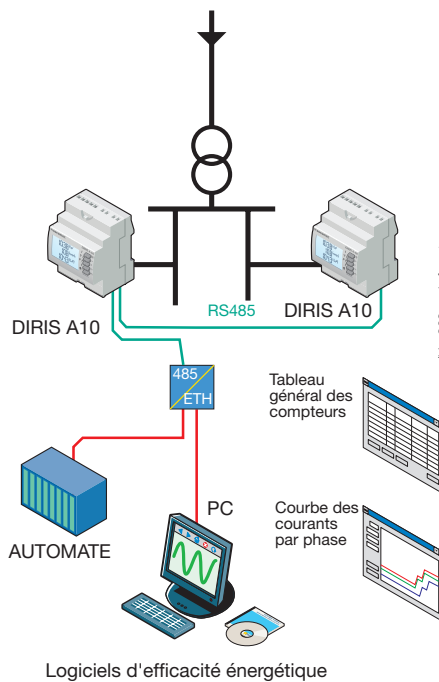 RS485
DIRIS A10
DIRIS A10
485
ETH
Tableau
général des
compteurs
PC
Courbe des
courants
par phase
AUTOMATE
Logiciels d'efficacité énergétique